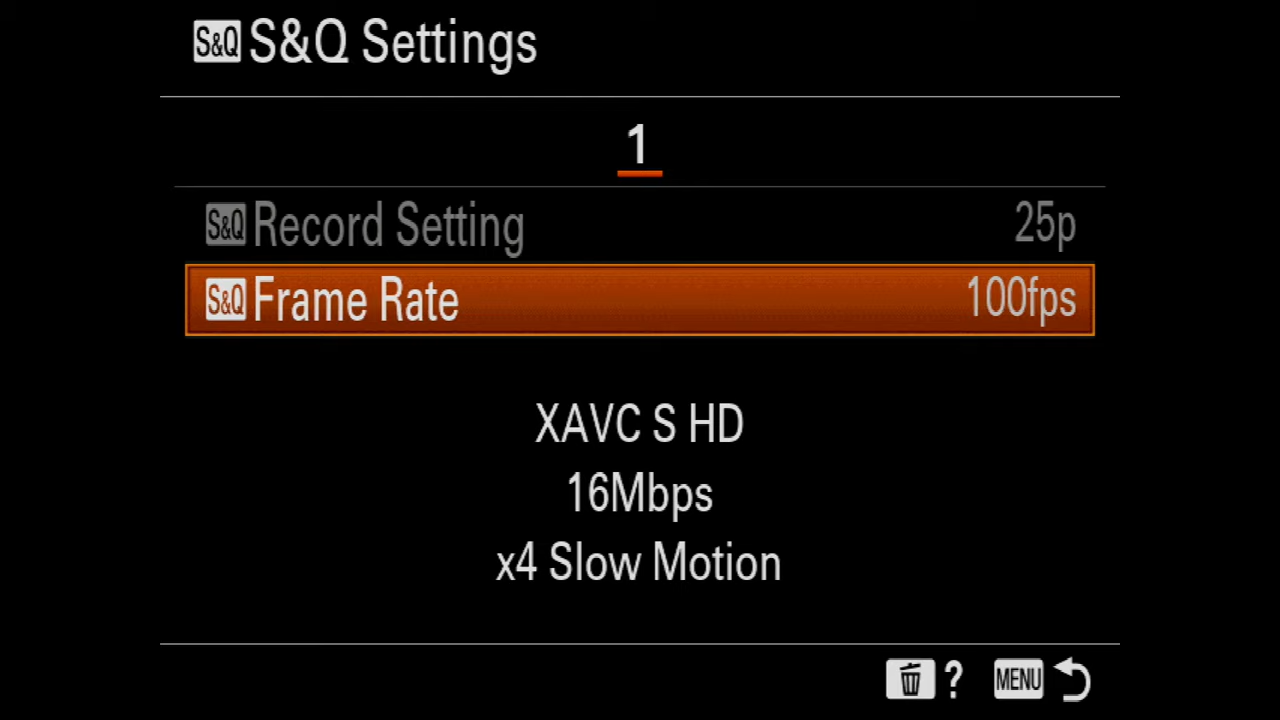 S&Q S&Q Settings
1
S&Q Record Setting 25p
S&Q Frame Rate 100fps
XAVC S HD
16Mbps
x4 Slow Motion
? MENU